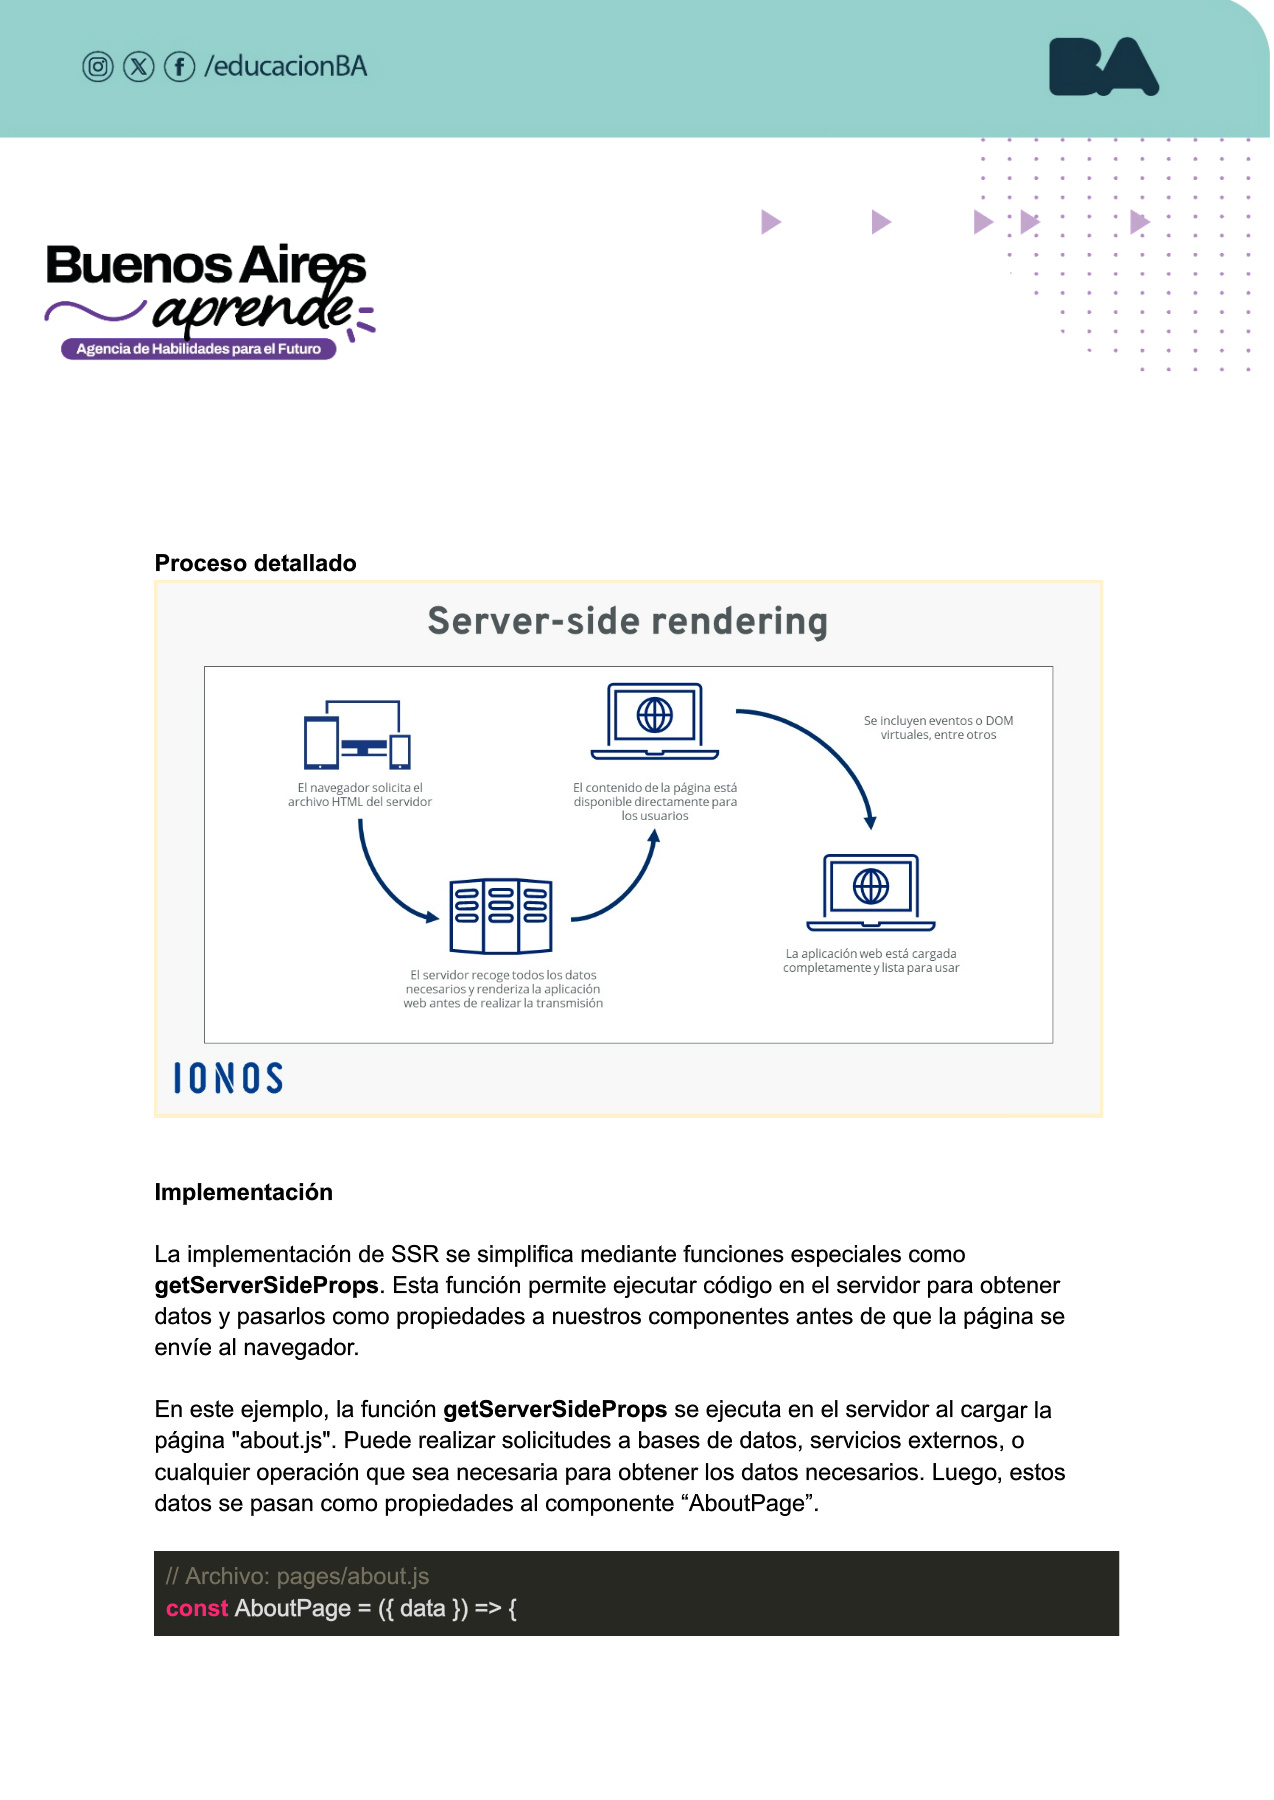 /educacionBA
BA
Buenos Aires
aprende
Agencia de Habilidades para el Futuro
Proceso detallado
Server-side rendering
El navegador solicita el
archivo HTML del servidor
El servidor recoge todos los datos
necesarios y renderiza la aplicación
web antes de realizar la transmisión
El contenido de la página está
disponible directamente para
los usuarios
Se incluyen eventos o DOM
virtuales, entre otros
La aplicación web está cargada
completamente y lista para usar
IONOS
Implementación
La implementación de SSR se simplifica mediante funciones especiales como
getServerSideProps. Esta función permite ejecutar código en el servidor para obtener
datos y pasarlos como propiedades a nuestros componentes antes de que la página se
envíe al navegador.
En este ejemplo, la función getServerSideProps se ejecuta en el servidor al cargar la
página "about.js". Puede realizar solicitudes a bases de datos, servicios externos, o
cualquier operación que sea necesaria para obtener los datos necesarios. Luego, estos
datos se pasan como propiedades al componente “AboutPage”.
// Archivo: pages/about.js
const AboutPage = ({ data }) => {